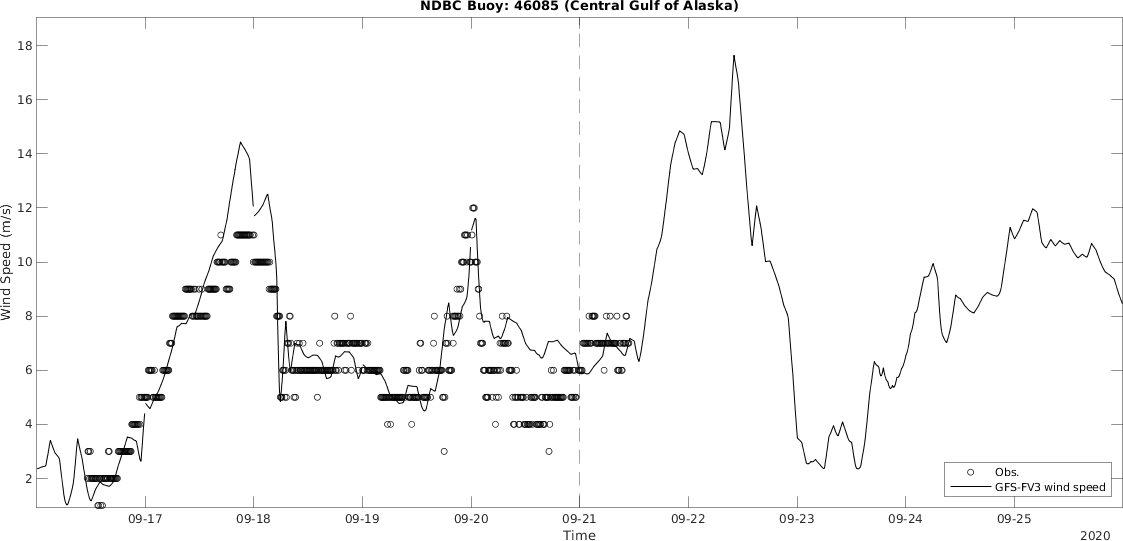 NDBC Buoy: 46085 (Central Gulf of Alaska)
18
16
14
12
10
8
6
4
2
Wind Speed (m/s)
Obs.
GFS-FV3 wind speed
09-17 09-18 09-19 09-20 09-21 09-22 09-23 09-24 09-25
Time
2020